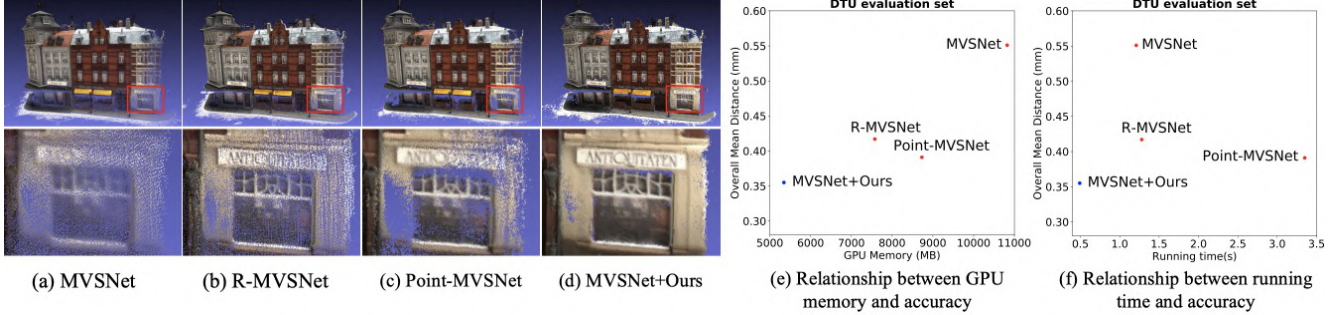 ANTIQUITATEN
ANTIQUITATEN
ANTIQUITATEN
(a) MVSNet
(b) R-MVSNet
(c) Point-MVSNet
(d) MVSNet+Ours
DTU evaluation set
Overall Mean Distance (mm)
0.60
0.55
0.50
0.45
0.40
0.35
0.30
MVSNet
R-MVSNet
Point-MVSNet
MVSNet+Ours
5000 6000 7000 8000 9000 10000 11000
GPU Memory (MB)
(e) Relationship between GPU
memory and accuracy
DTU evaluation set
Overall Mean Distance (mm)
0.60
0.55
0.50
0.45
0.40
0.35
0.30
MVSNet
R-MVSNet
Point-MVSNet
MVSNet+Ours
0.5 1.0 1.5 2.0 2.5 3.0 3.5
Running time(s)
(f) Relationship between running
time and accuracy